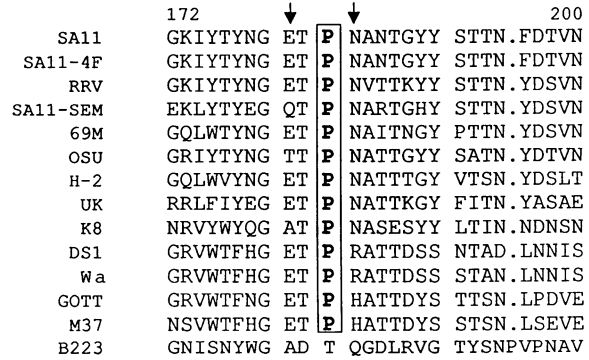 172 200
SA11 GKIYTYNG ET P NANTGYY STTN.FDTVN
SA11-4F GKIYTYNG ET P NANTGYY STTN.FDTVN
RRV GKIYTYNG ET P NVTTKYY STTN.YDSVN
SA11-SEM EKLYTYEG QT P NARTGHY STTN.YDSVN
69M GQLWTYNG ET P NAITNGY PTTN.YDSVN
OSU GRIYTYNG TT P NATTGYY SATN.YDTVN
H-2 GQLWVYNG ET P NATTTGY VTSN.YDSLT
UK RRLFIYEG ET P NATTKGY FITN.YASAE
K8 NRVYWYQG AT P NASESYY LTIN.NDNSN
DS1 GRVWTFHG ET P RATTDSS NTAD.LNNIS
Wa GRVWTFHG ET P RATTDSS STAN.LNNIS
GOTT GRVWTFNG ET P HATTDYS TTSN.LPDVE
M37 NSVWTFHG ET P HATTDYS STSN.LSEVE
B223 GNISNYWG AD T QGDLRVG TYSNPVPNAV